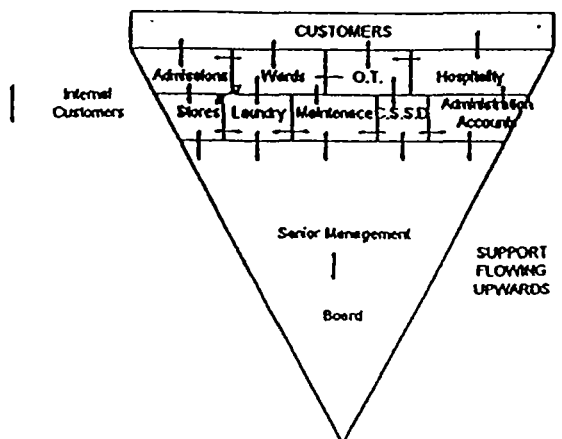 CUSTOMERS
Admissions Wards O.T. Hospitality
Internal
Customers
Stores Laundry Maintenace C.S.S.D Administration
Accounts
Senior Management
SUPPORT
FLOWING
UPWARDS
Board